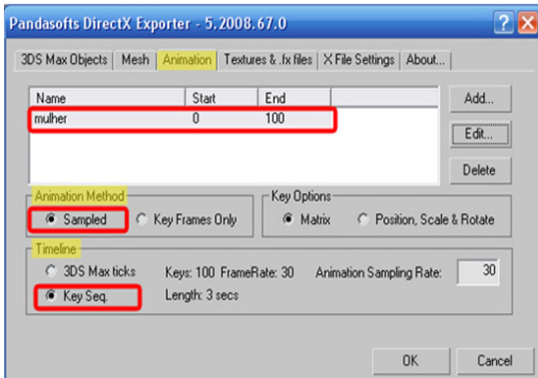 Pandasofts DirectX Exporter - 5.2008.67.0
3DS Max Objects Mesh Animation Textures & .fx files X File Settings About...
Name Start End Add...
mulher 0 100
Edit...
Delete
Animation Method Key Options
Sampled Key Frames Only Matrix Position, Scale & Rotate
Timeline
3DS Max ticks Keys: 100 FrameRate: 30 Animation Sampling Rate: 30
Key Seq. Length: 3 secs
OK Cancel